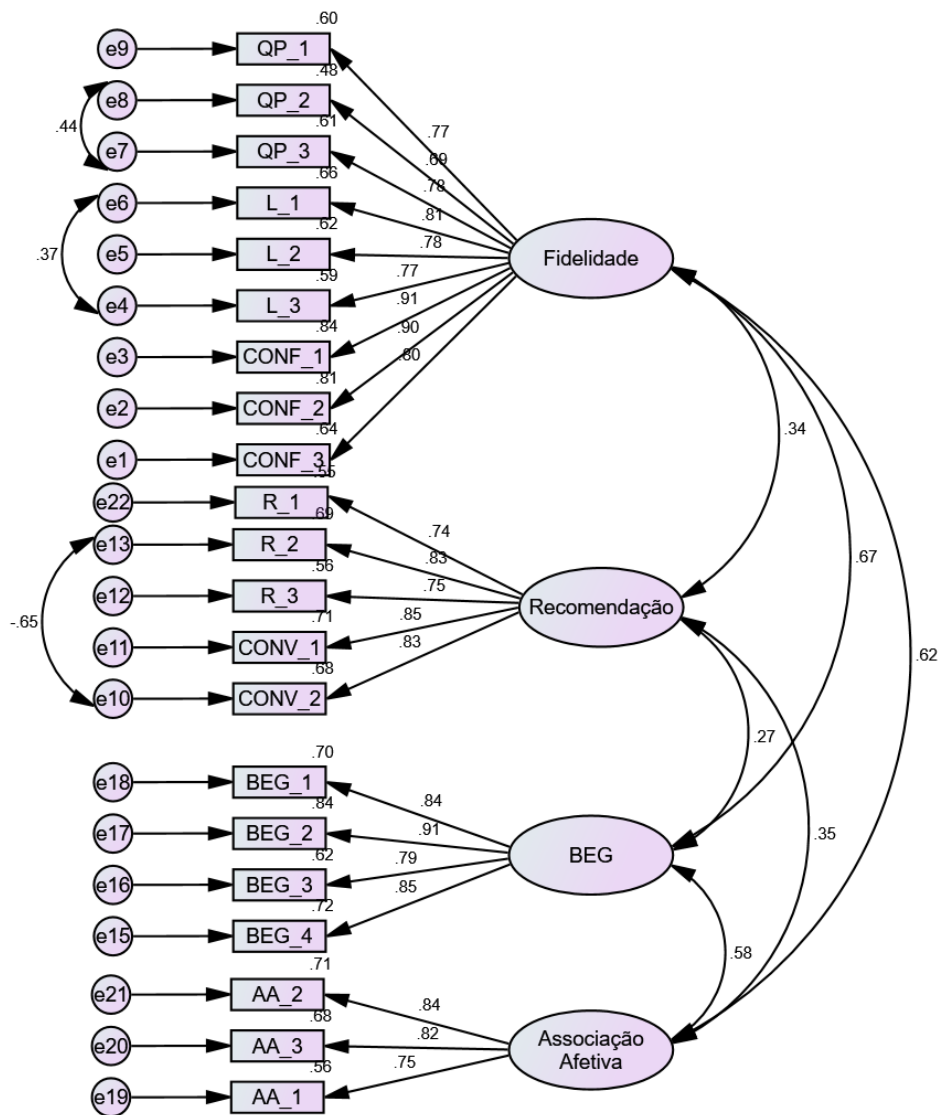 .60
e9 QP_1
.48
e8 QP_2
.61
.44
e7 QP_3
.66
e6 L_1
.62
.37
e5 L_2
.59
e4 L_3
.84
e3 CONF_1
.81
e2 CONF_2
.64
e1 CONF_3
.55
e22 R_1
.69
e13 R_2
.56
e12 R_3
.71
-.65
e11 CONV_1
.68
e10 CONV_2
.70
e18 BEG_1
.84
e17 BEG_2
.62
e16 BEG_3
.72
e15 BEG_4
.71
e21 AA_2
.68
e20 AA_3
.56
e19 AA_1
.77
.69
.78
.81
.78
.77
.91
.90
.80
Fidelidade
.74
.83
.75
.85
.83
Recomendação
.84
.91
.79
.85
BEG
.84
.82
.75
Associação
Afetiva
.34
.67
.62
.27
.35
.58